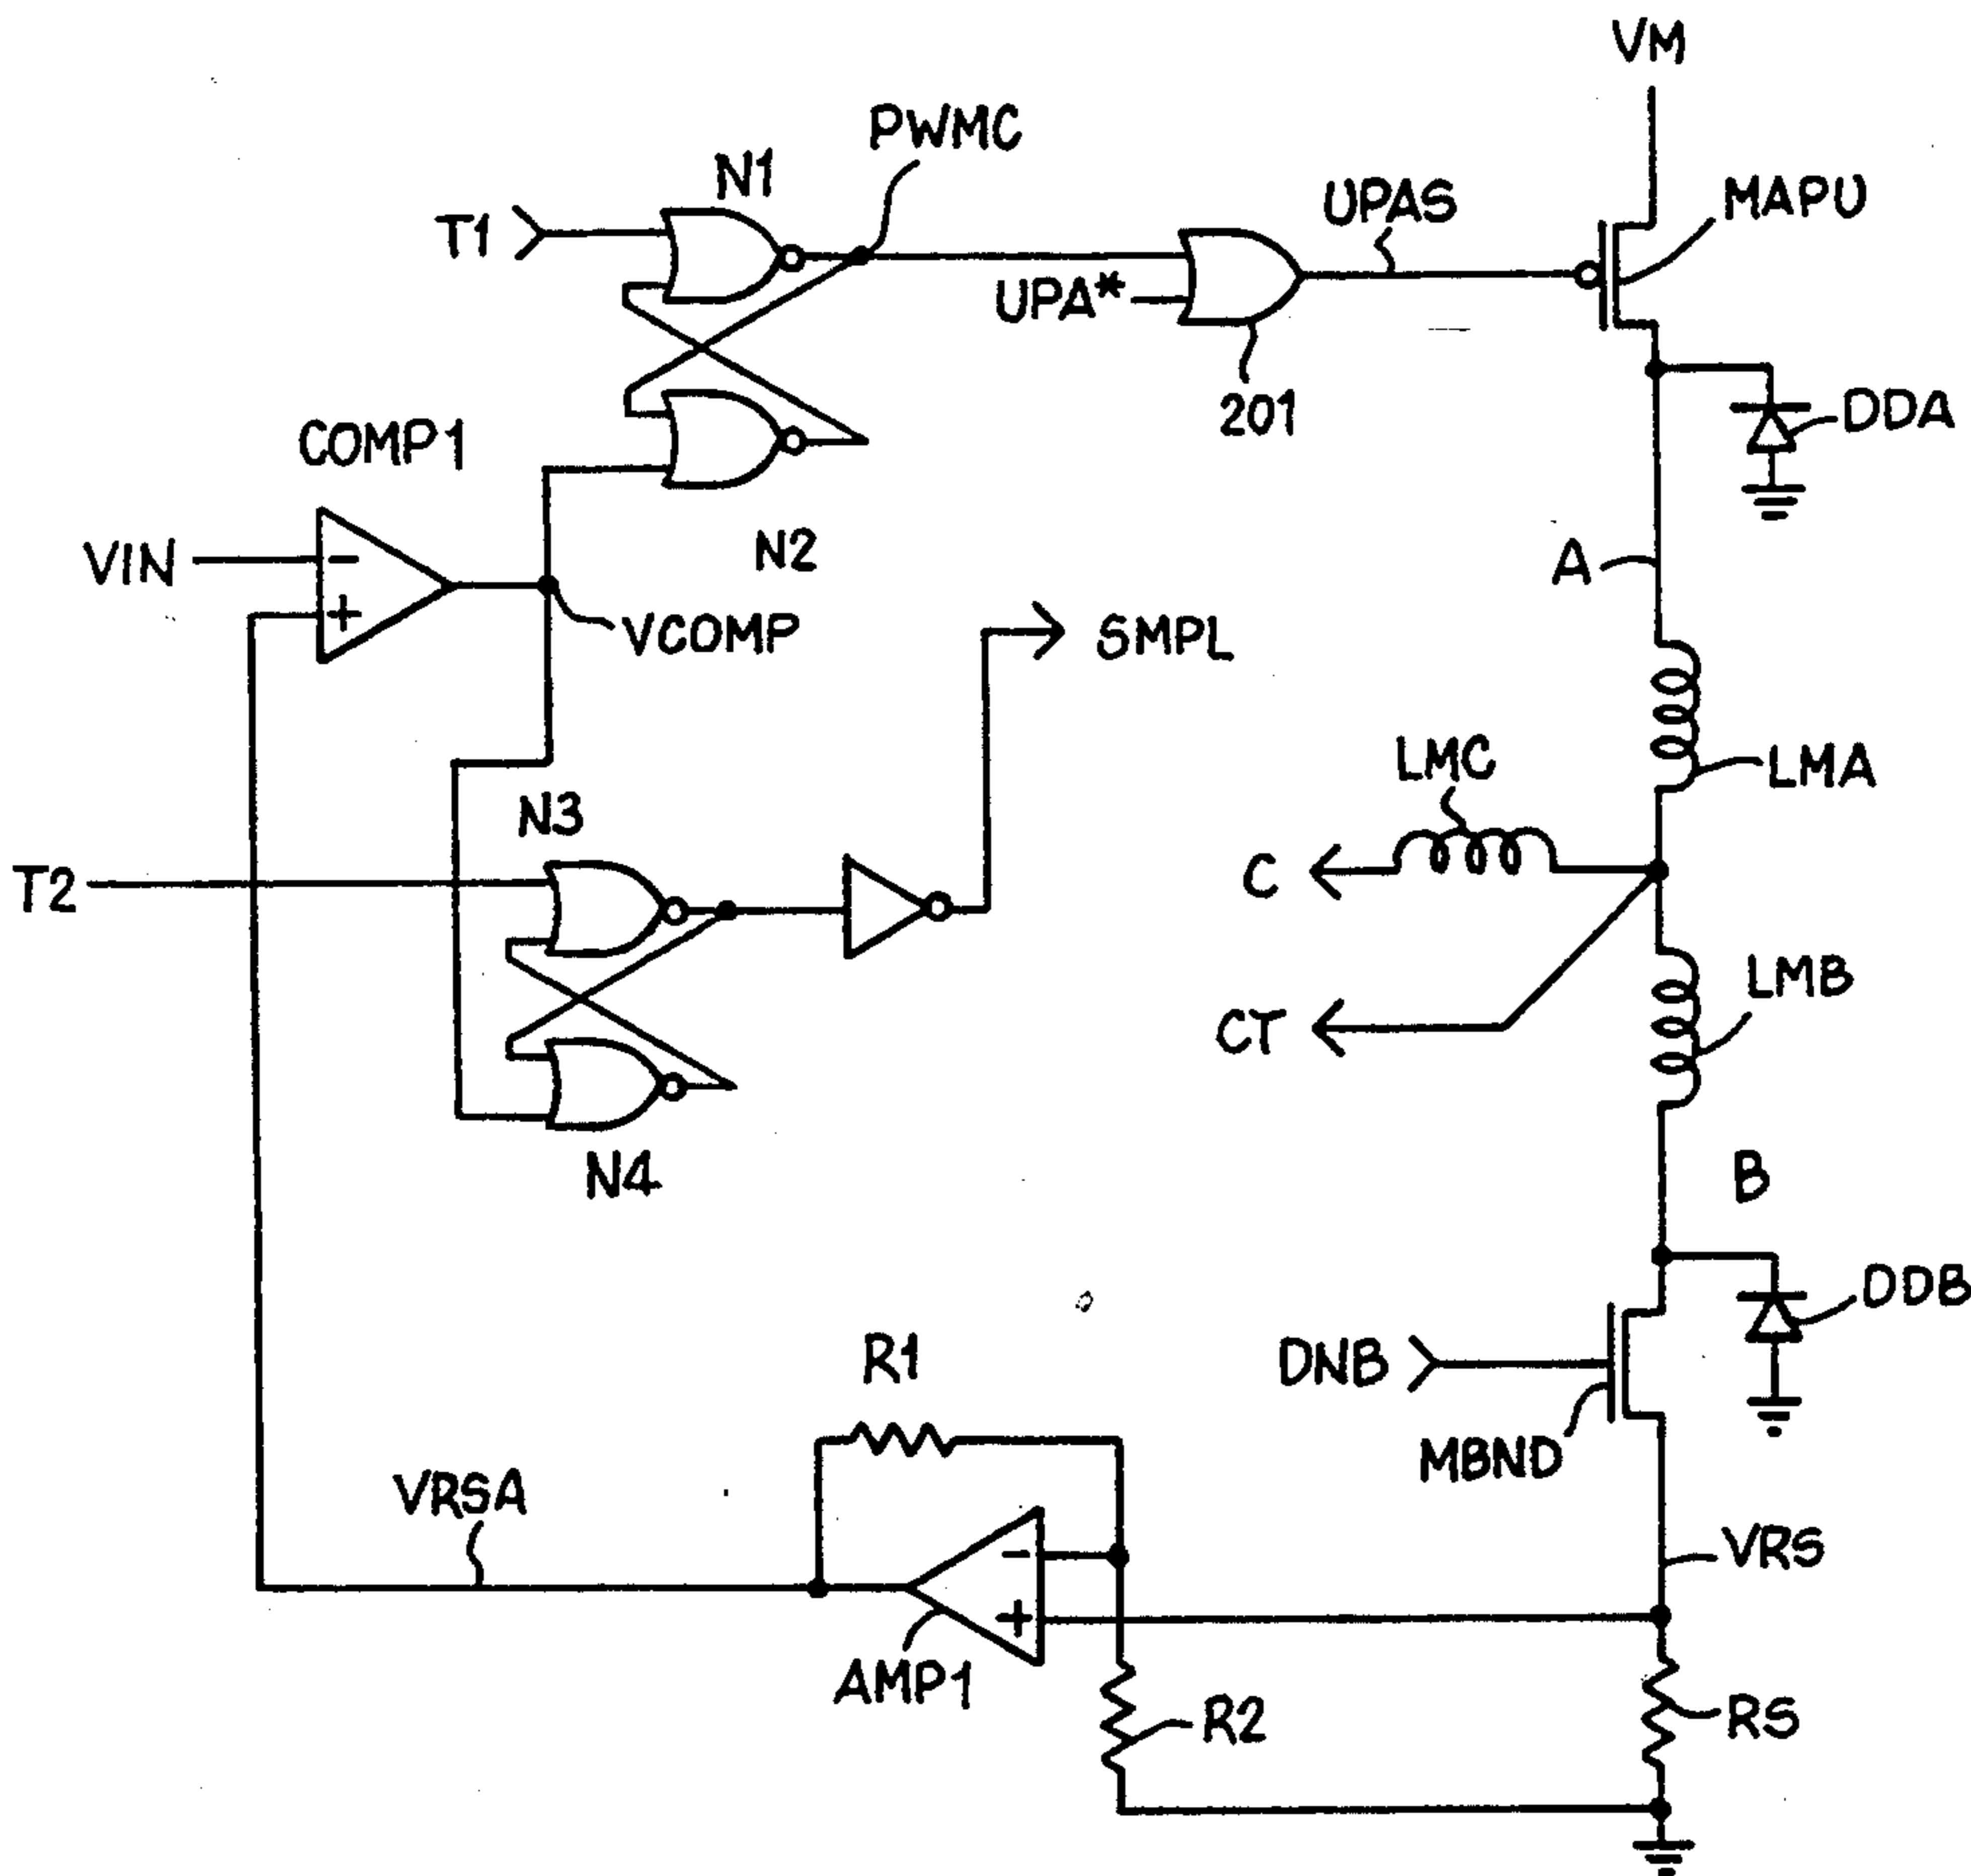 VM
PWMC
N1
T1
UPAS
MAPU
UPA*
201
DDA
COMP1
VIN
−
+
N2
VCOMP
A
SMPL
LMC
LMA
N3
T2
C
LMB
CT
N4
B
DDB
R1
DNB
MBND
VRSA
−
+
VRS
AMP1
R2
RS